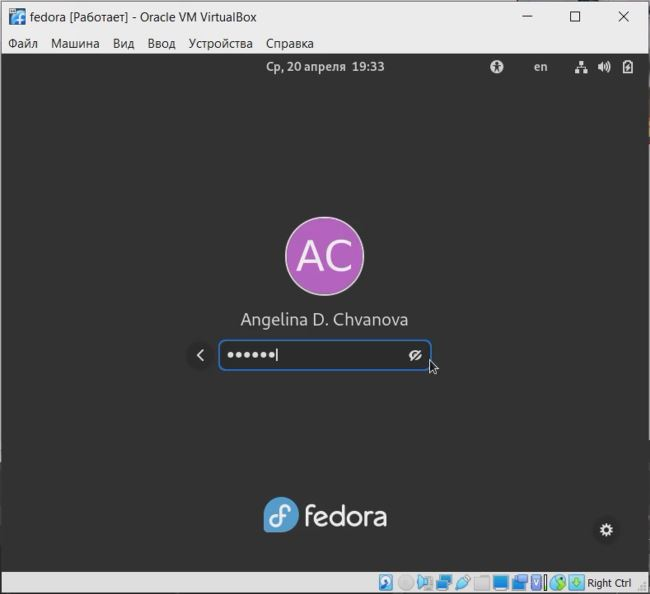 fedora [Работает] - Oracle VM VirtualBox
Файл Машина Вид Ввод Устройства Справка
Ср, 20 апреля 19:33
en
AC
Angelina D. Chvanova
fedora
Right Ctrl